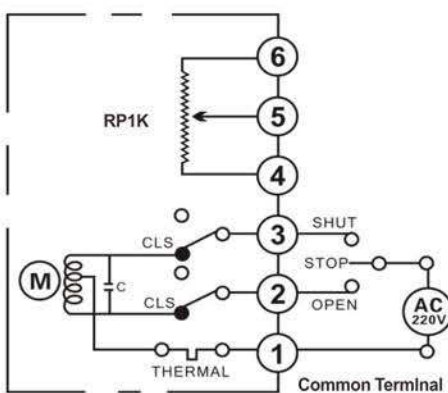 6
RP1K
5
4
3
SHUT
CLS
STOP
M
C
CLS
2
OPEN
AC
220V
1
THERMAL
Common Terminal